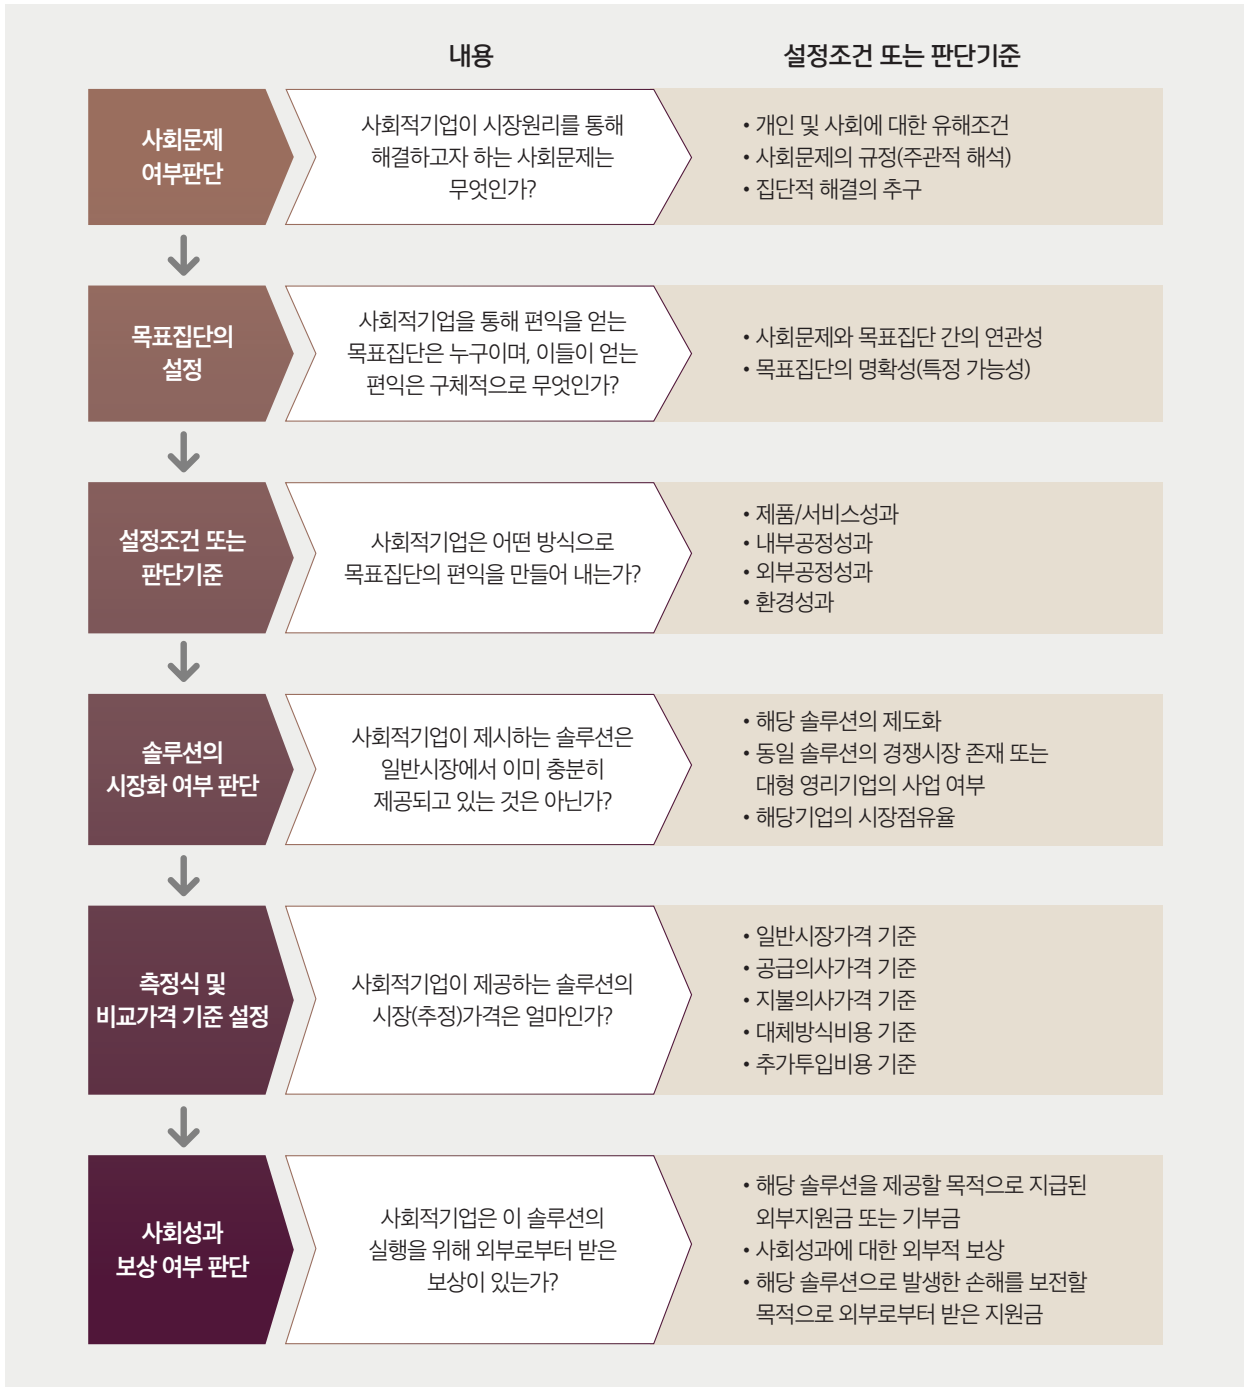 내용
설정조건 또는 판단기준
사회문제
여부판단
사회적기업이 시장원리를 통해
해결하고자 하는 사회문제는
무엇인가?
• 개인 및 사회에 대한 유해조건
• 사회문제의 규정(주관적 해석)
• 집단적 해결의 추구
목표집단의
설정
사회적기업을 통해 편익을 얻는
목표집단은 누구이며, 이들이 얻는
편익은 구체적으로 무엇인가?
• 사회문제와 목표집단 간의 연관성
• 목표집단의 명확성(특정 가능성)
설정조건 또는
판단기준
사회적기업은 어떤 방식으로
목표집단의 편익을 만들어 내는가?
• 제품/서비스성과
• 내부공정성과
• 외부공정성과
• 환경성과
솔루션의
시장화 여부 판단
사회적기업이 제시하는 솔루션은
일반시장에서 이미 충분히
제공되고 있는 것은 아닌가?
• 해당 솔루션의 제도화
• 동일 솔루션의 경쟁시장 존재 또는
대형 영리기업의 사업 여부
• 해당기업의 시장점유율
측정식 및
비교가격 기준 설정
사회적기업이 제공하는 솔루션의
시장(추정)가격은 얼마인가?
• 일반시장가격 기준
• 공급의사가격 기준
• 지불의사가격 기준
• 대체방식비용 기준
• 추가투입비용 기준
사회성과
보상 여부 판단
사회적기업은 이 솔루션의
실행을 위해 외부로부터 받은
보상이 있는가?
• 해당 솔루션을 제공할 목적으로 지급된
외부지원금 또는 기부금
• 사회성과에 대한 외부적 보상
• 해당 솔루션으로 발생한 손해를 보전할
목적으로 외부로부터 받은 지원금